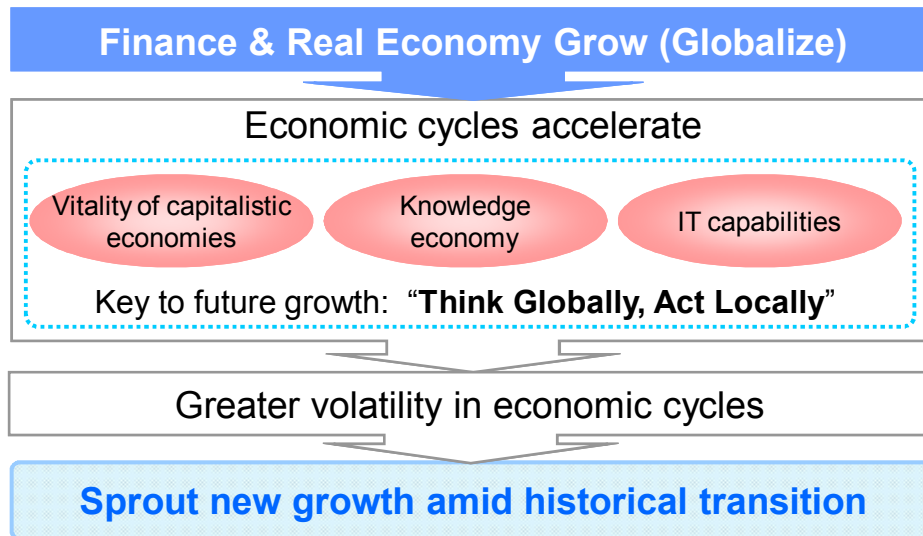 Finance & Real Economy Grow (Globalize)
Economic cycles accelerate
Vitality of capitalistic
economies
Knowledge
economy
IT capabilities
Key to future growth: “Think Globally, Act Locally”
Greater volatility in economic cycles
Sprout new growth amid historical transition